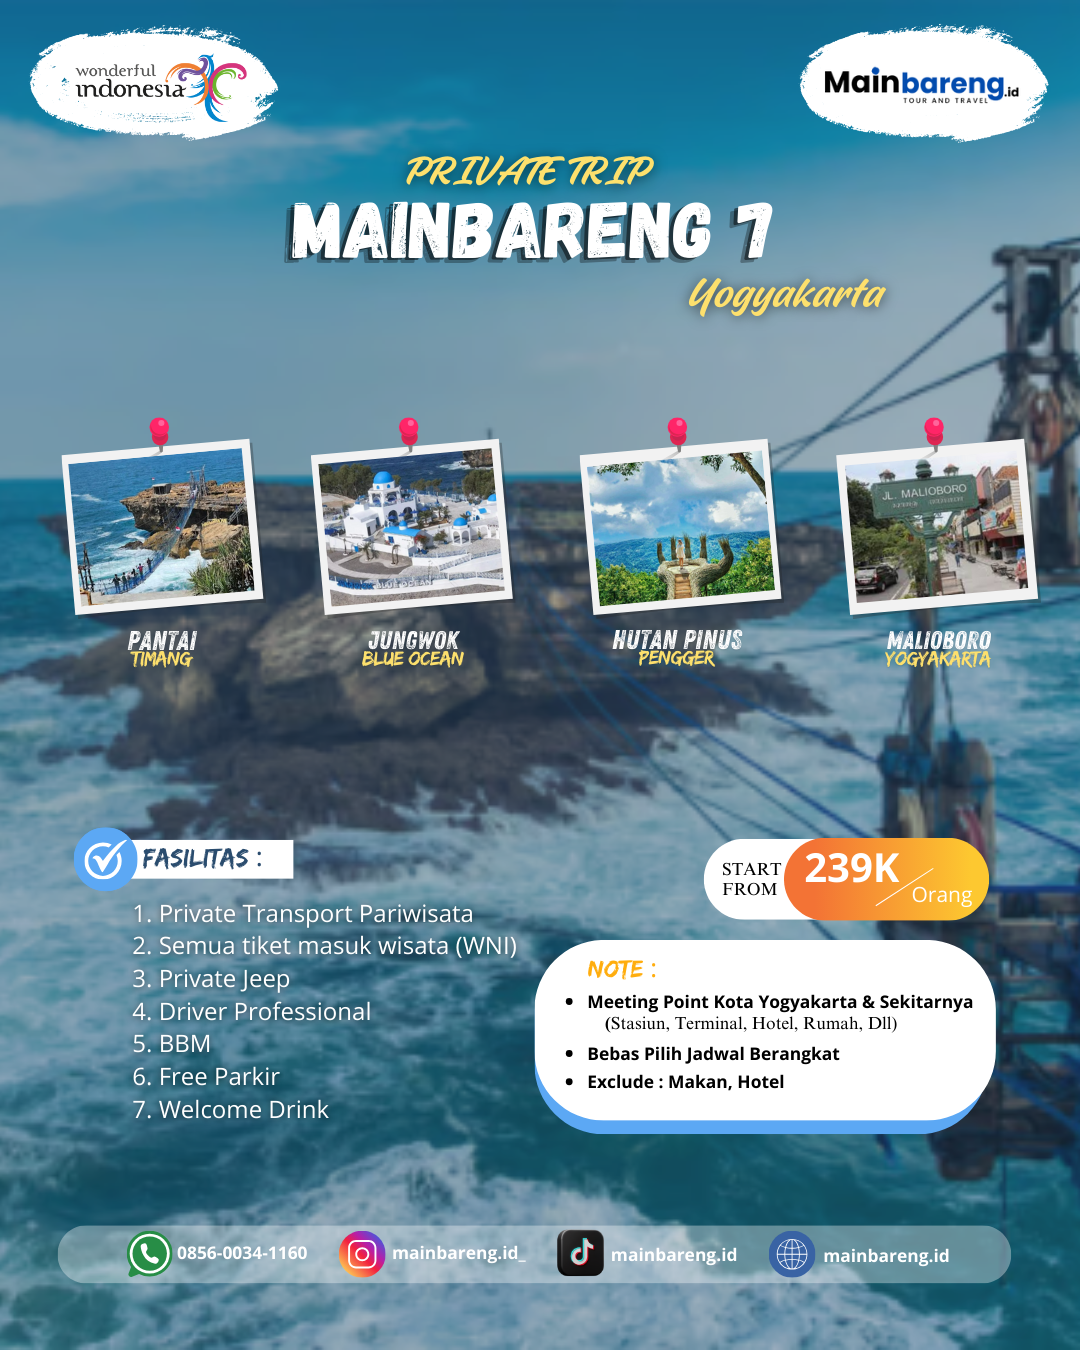 wonderful
indonesia
Mainbareng.id
TOUR AND TRAVEL
PRIVATE TRIP
MAINBARENG 7
Yogyakarta
BLUE OCEAN
JL. MALIOBORO
PANTAI
TIMANG
JUNGWOK
BLUE OCEAN
HUTAN PINUS
PENGGER
MALIOBORO
YOGYAKARTA
FASILITAS :
1. Private Transport Pariwisata
2. Semua tiket masuk wisata (WNI)
3. Private Jeep
4. Driver Professional
5. BBM
6. Free Parkir
7. Welcome Drink
START
FROM
239K
Orang
NOTE :
• Meeting Point Kota Yogyakarta & Sekitarnya
(Stasiun, Terminal, Hotel, Rumah, Dll)
• Bebas Pilih Jadwal Berangkat
• Exclude : Makan, Hotel
0856-0034-1160
mainbareng.id_
mainbareng.id
mainbareng.id